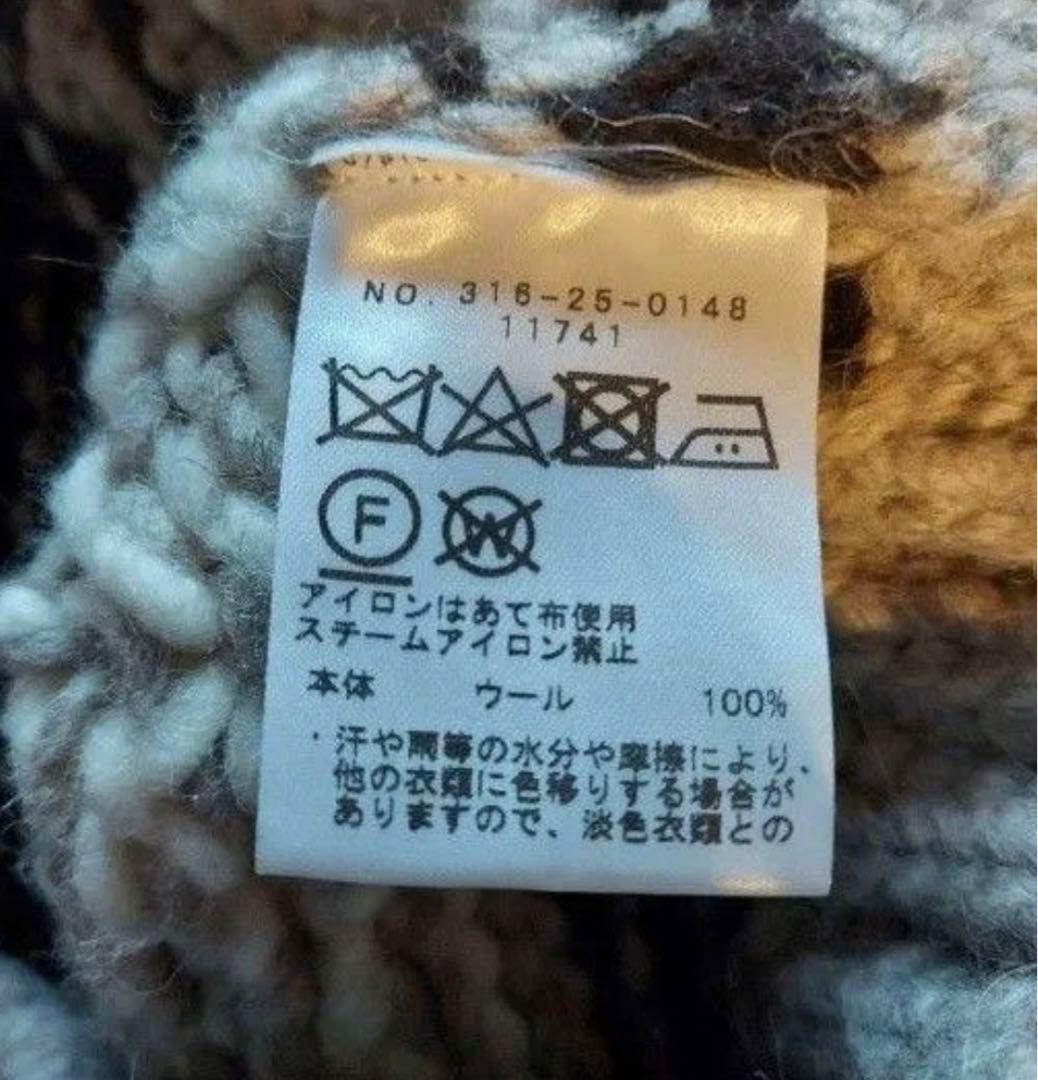 NO. 316-25-0148
11741
F
W
アイロンはあて布使用
スチームアイロン禁止
本体 ウール 100%
・汗や雨等の水分や摩擦により、
他の衣類に色移りする場合が
ありますので、淡色衣類との